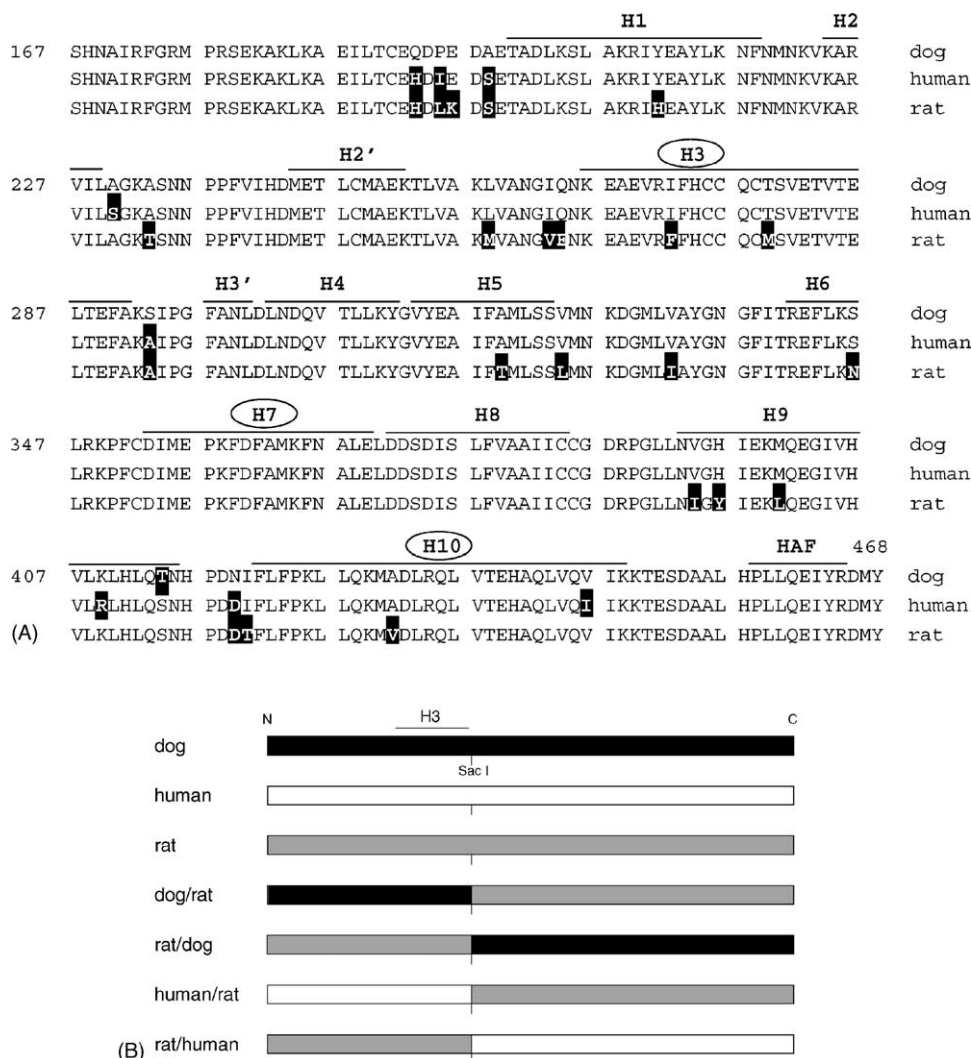 H1 H2
167 SHNAIRFGRM PRSEKAKLKA EILTCEQDPE DAETADLKSL AKRIYEAYLK NFNMNKVKAR dog
SHNAIRFGRM PRSEKAKLKA EILTCEHDIE DSETADLKSL AKRIYEAYLK NFNMNKVKAR human
SHNAIRFGRM PRSEKAKLKA EILTCEHDLK DSETADLKSL AKRIHEAYLK NFNMNKVKAR rat
H2' H3
227 VILAGKASNN PPFVIHDMET LCMAEKTLVA KLVANGIQNK EAEVRIFHCC QCTSVETVTE dog
VILSGKASNN PPFVIHDMET LCMAEKTLVA KLVANGIQNK EAEVRIFHCC QCTSVETVTE human
VILAGKTSNN PPFVIHDMET LCMAEKTLVA KMVANGVENK EAEVRFFHCC QCMSVETVTE rat
H3' H4 H5 H6
287 LTEFAKSIPG FANLDLNDQV TLLKYGVYEA IFAMLSSVMN KDGMLVAYGN GFITREFLKS dog
LTEFAKAIPG FANLDLNDQV TLLKYGVYEA IFAMLSSVMN KDGMLVAYGN GFITREFLKS human
LTEFAKAIPG FANLDLNDQV TLLKYGVYEA IFTMLSSLMN KDGMLIAYGN GFITREFLKN rat
H7 H8 H9
347 LRKPFCDIME PKFDFAMKFN ALELDDSDIS LFVAAIICCG DRPGLLNVGH IEKMQEGIVH dog
LRKPFCDIME PKFDFAMKFN ALELDDSDIS LFVAAIICCG DRPGLLNVGH IEKMQEGIVH human
LRKPFCDIME PKFDFAMKFN ALELDDSDIS LFVAAIICCG DRPGLLNIGY IEKLQEGIVH rat
H10 HAF 468
407 VLKLHLQTNH PDNIFLFPKL LQKMADLRQL VTEHAQLVQV IKKTESDAAL HPLLQEIYRDMY dog
VLRLHLQSNH PDDIFLFPKL LQKMADLRQL VTEHAQLVQI IKKTESDAAL HPLLQEIYRDMY human
(A) VLKLHLQSNH PDDTFLFPKL LQKMVDLRQL VTEHAQLVQV IKKTESDAAL HPLLQEIYRDMY rat
N H3 C
dog
Sac I
human
rat
dog/rat
rat/dog
human/rat
(B) rat/human